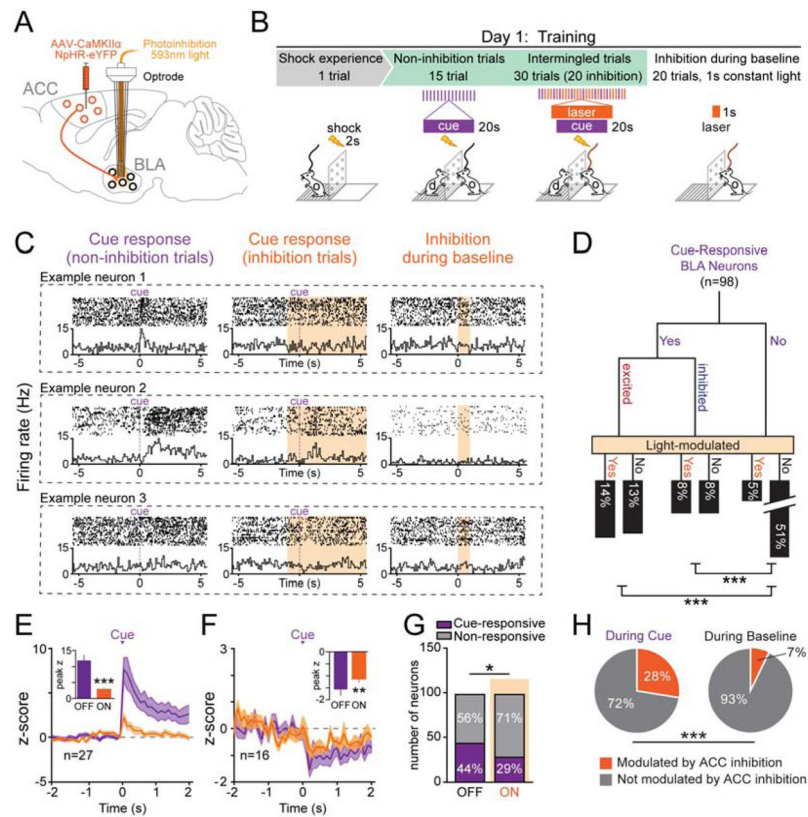 A
AAV-CaMKIIα
NpHR-eYFP
Photoinhibition
593nm light
Optrode
ACC
BLA
B
Day 1: Training
Shock experience
1 trial
Non-inhibition trials
15 trial
Intermingled trials
30 trials (20 inhibition)
Inhibition during baseline
20 trials, 1s constant light
shock
2s
cue 20s
laser
cue 20s
1s
laser
C
Cue response
(non-inhibition trials)
Cue response
(inhibition trials)
Inhibition
during baseline
Example neuron 1
cue
cue
15
0
-5 0 5
-5 Time (s) 5
-5 0 5
Example neuron 2
cue
cue
15
0
-5 0 5
-5 Time (s) 5
-5 0 5
Example neuron 3
cue
cue
15
0
-5 0 5
-5 Time (s) 5
-5 0 5
Firing rate (Hz)
D
Cue-Responsive
BLA Neurons
(n=98)
Yes No
excited
inhibited
Light-modulated
Yes No Yes No Yes No
14% 13% 8% 8% 5% 51%
***
***
E
Cue
10
0
-5
z-score
peak z
12
0
***
OFF ON
n=27
-2 -1 0 1 2
Time (s)
F
Cue
3
0
-2
z-score
peak z
0
-2
**
OFF ON
n=16
-2 -1 0 1 2
Time (s)
G
Cue-responsive
Non-responsive
*
150
100
50
0
number of neurons
56% 71%
44% 29%
OFF ON
H
During Cue
During Baseline
28%
72%
7%
93%
***
Modulated by ACC inhibition
Not modulated by ACC inhibition